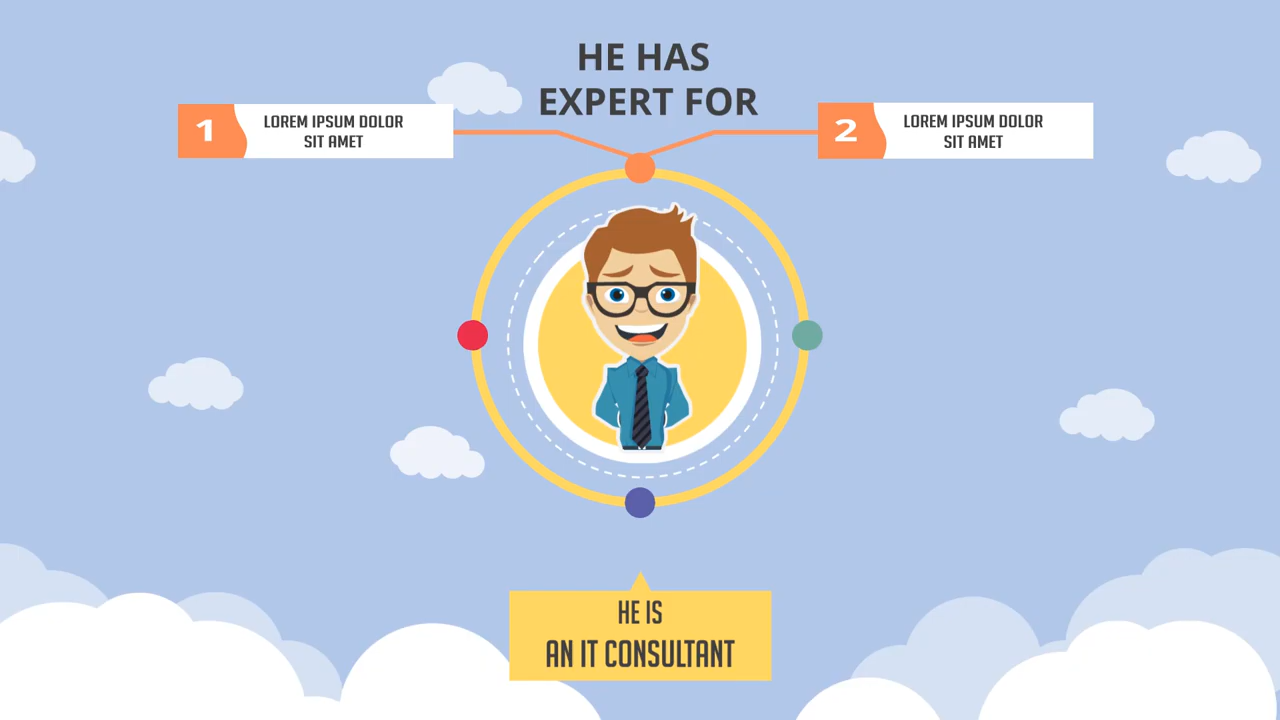 HE HAS
EXPERT FOR
1
LOREM IPSUM DOLOR
SIT AMET
2
LOREM IPSUM DOLOR
SIT AMET
HE IS
AN IT CONSULTANT